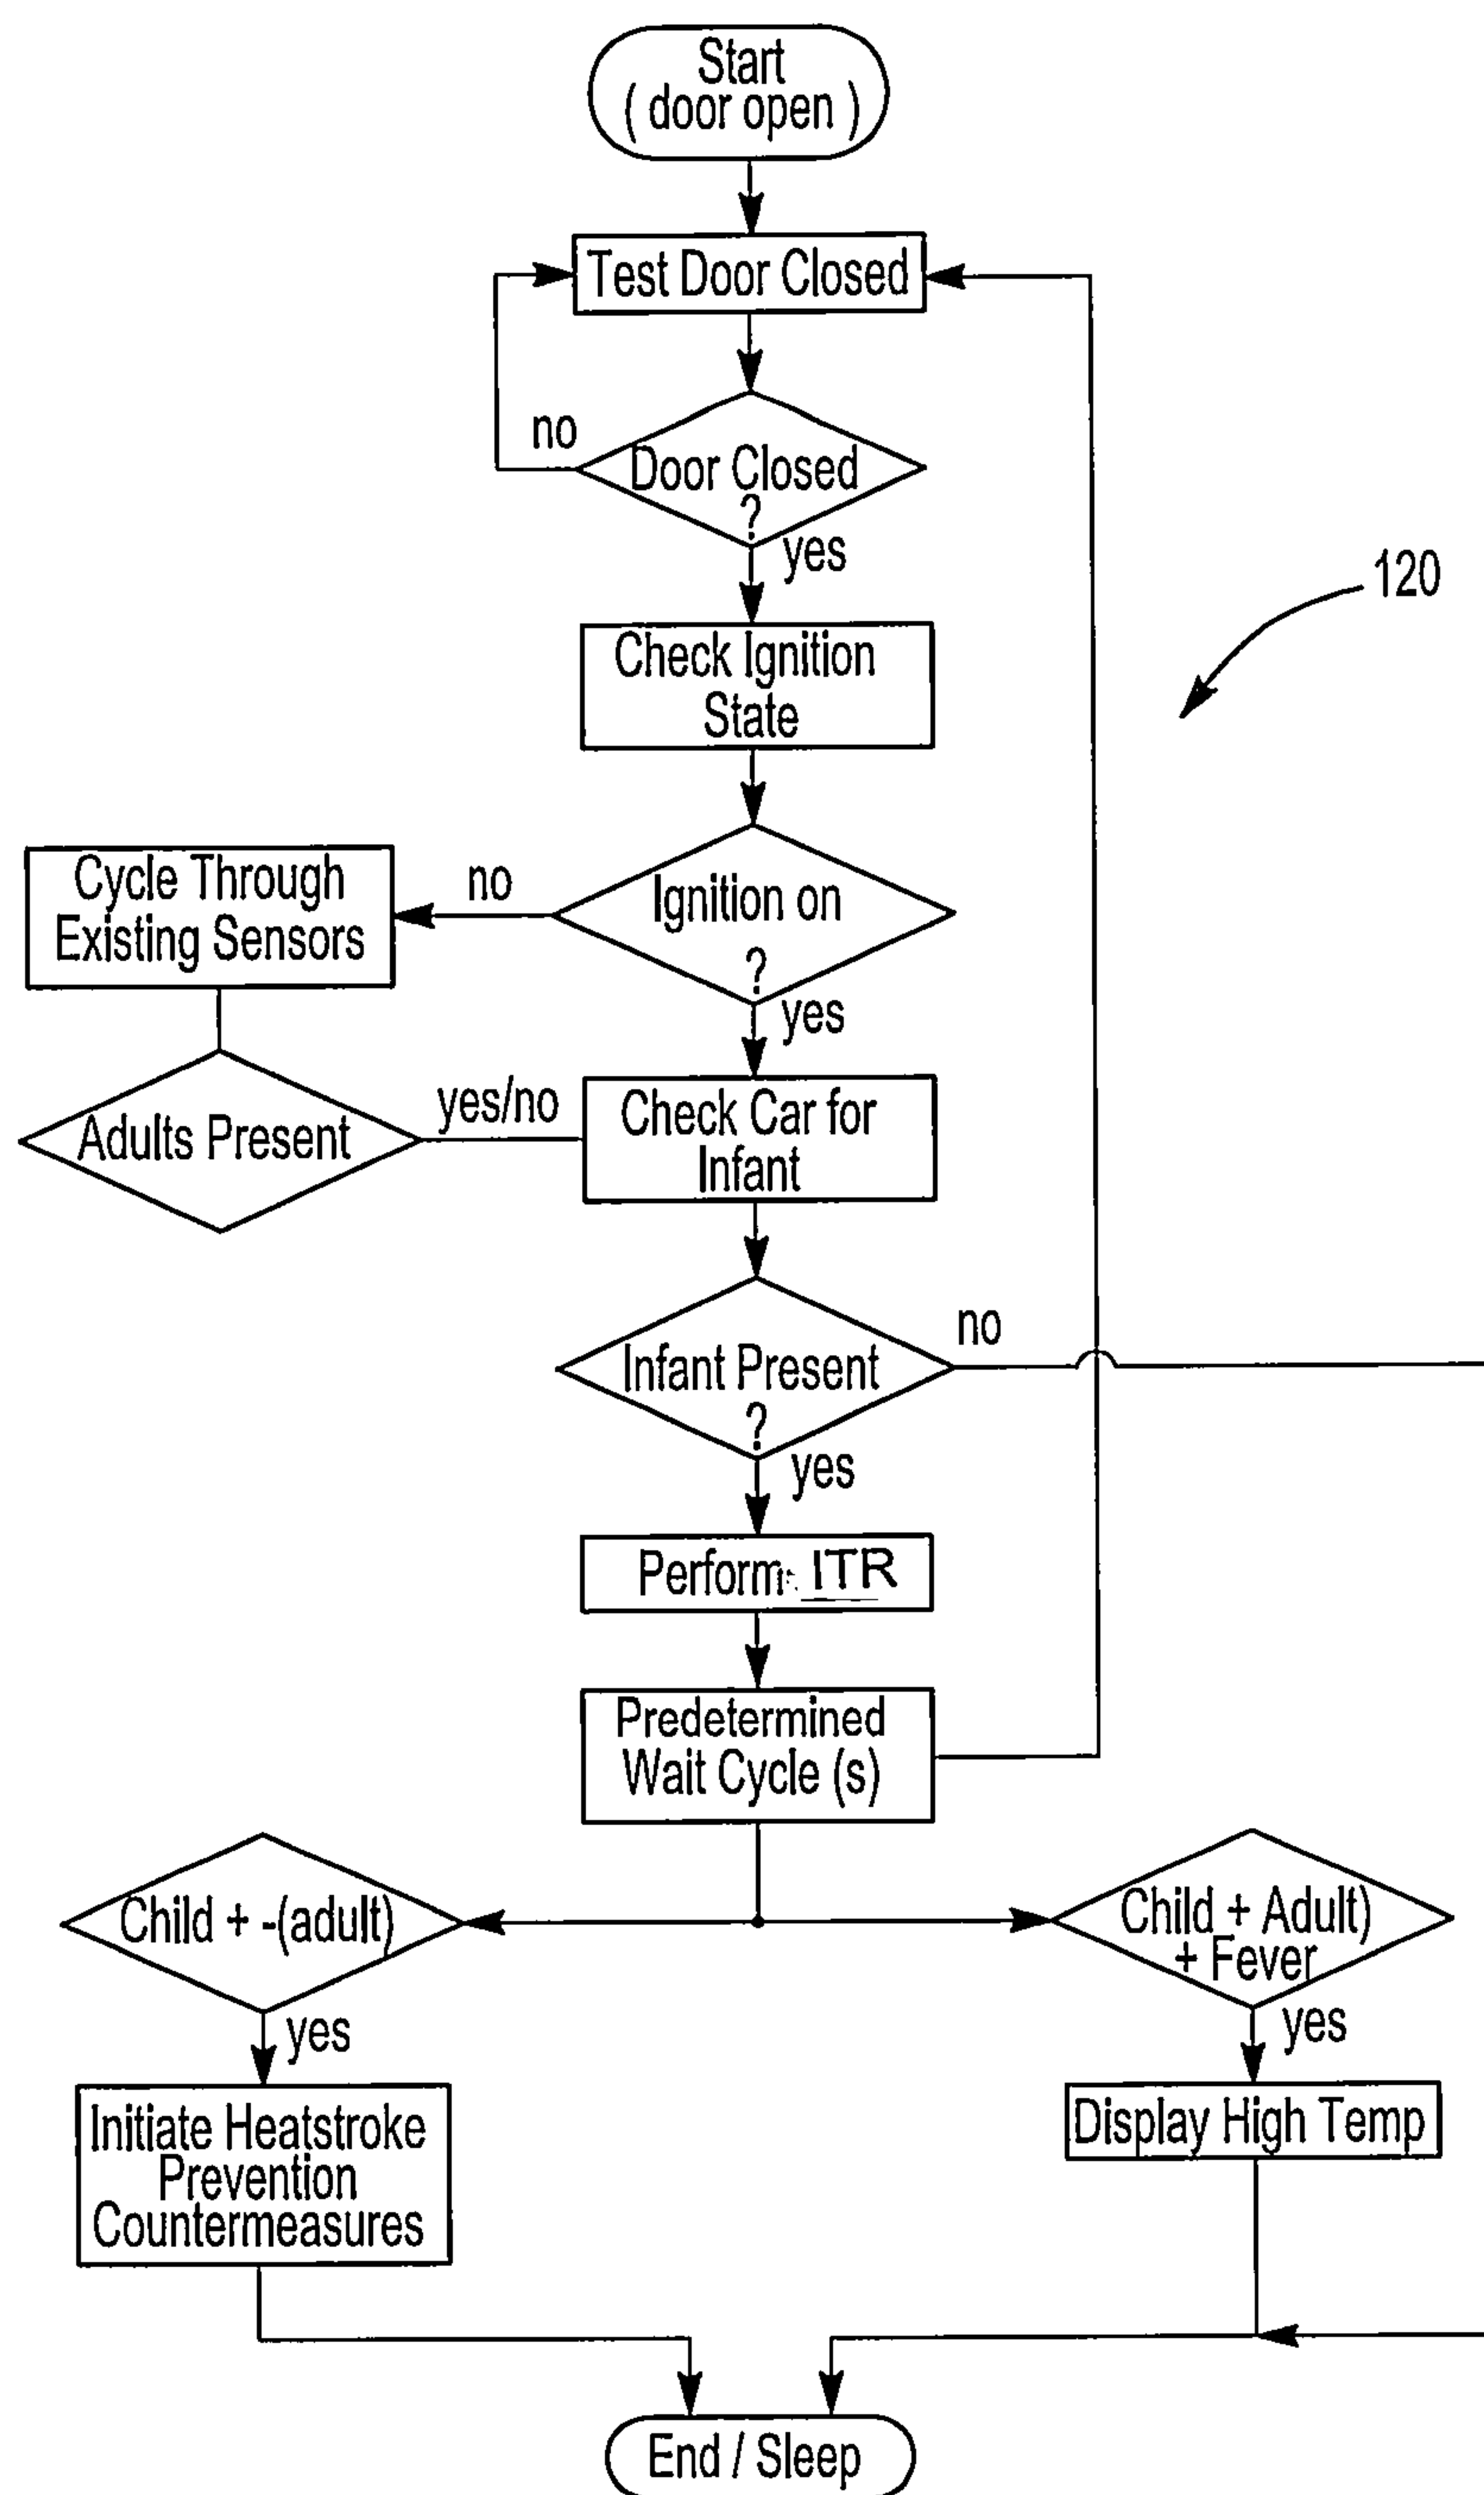 Start
( door open )
Test Door Closed
no
Door Closed
?
yes
120
Check Ignition
State
Cycle Through
Existing Sensors
no
Ignition on
?
yes
Adults Present
yes/no
Check Car for
Infant
no
Infant Present
?
yes
Perform ITR
Predetermined
Wait Cycle (s)
Child + -(adult)
Child + Adult)
+ Fever
yes
yes
Initiate Heatstroke
Prevention
Countermeasures
Display High Temp
End / Sleep